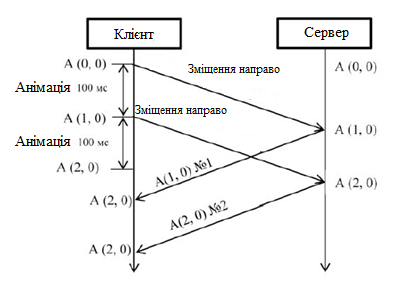 Клієнт
Сервер
A (0, 0)
Зміщення направо
A (0, 0)
Анімація 100 мс
A (1, 0)
Зміщення направо
A (1, 0)
Анімація 100 мс
A (2, 0)
A(1, 0) №1
A (2, 0)
A (2, 0)
A(2, 0) №2
A (2, 0)